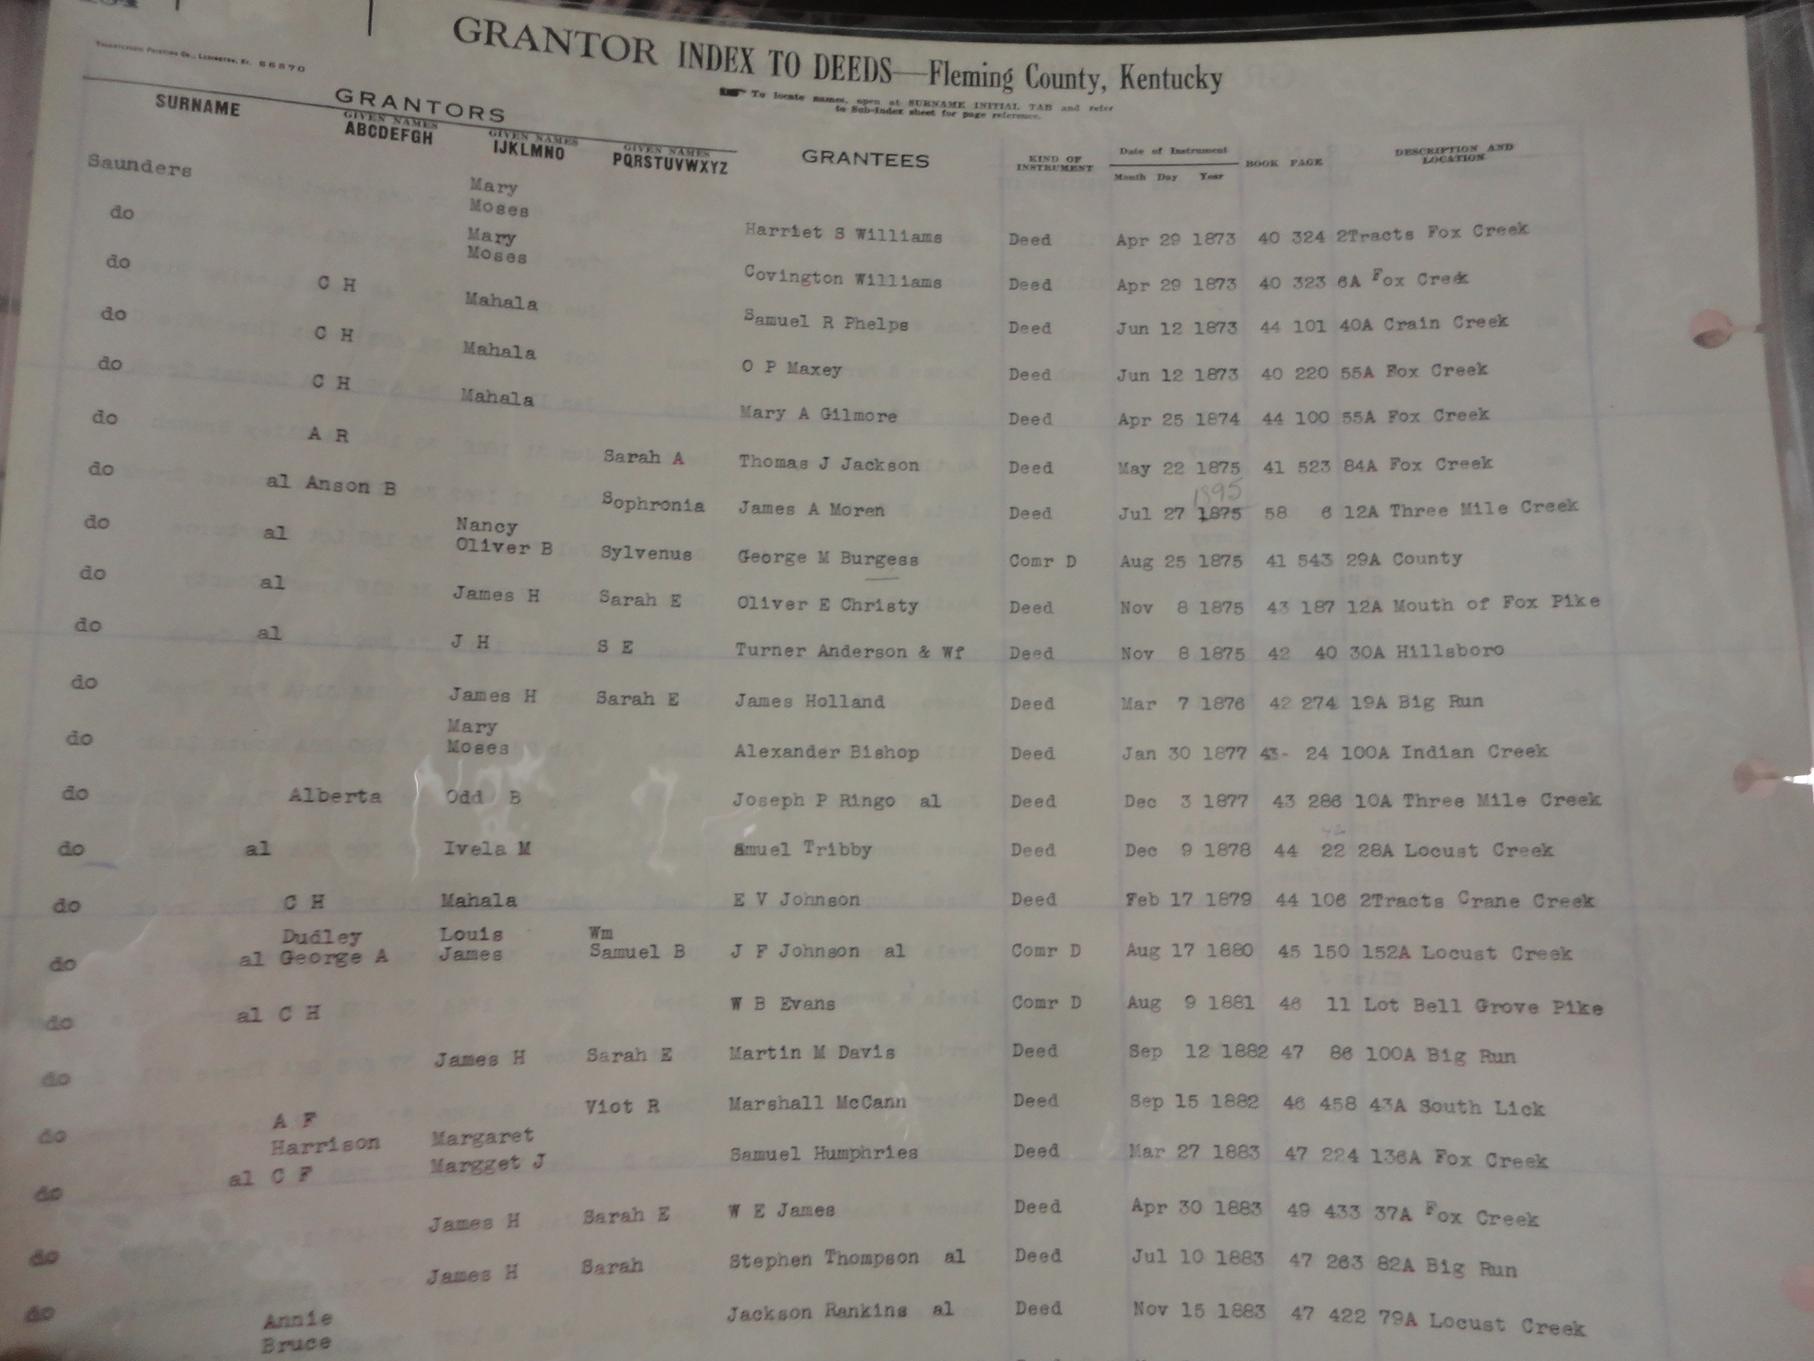 GRANTOR INDEX TO DEEDS—Fleming County, Kentucky
To locate names, open at SURNAME INITIAL TAB and refer
to Sub-Index sheet for page reference.
GRANTORS
SURNAME GIVEN NAMES ABCDEFGH GIVEN NAMES IJKLMNO GIVEN NAMES PQRSTUVWXYZ GRANTEES KIND OF INSTRUMENT Date of Instrument Month Day Year BOOK PAGE DESCRIPTION AND LOCATION
Saunders Mary
Moses Harriet S Williams Deed Apr 29 1873 40 324 2Tracts Fox Creek
do Mary
Moses Covington Williams Deed Apr 29 1873 40 323 6A Fox Creek
do C H Mahala Samuel R Phelps Deed Jun 12 1873 44 101 40A Crain Creek
do C H Mahala O P Maxey Deed Jun 12 1873 40 220 55A Fox Creek
do C H Mahala Mary A Gilmore Deed Apr 25 1874 44 100 55A Fox Creek
do A R Sarah A Thomas J Jackson Deed May 22 1875 41 523 84A Fox Creek
1895
do al Anson B Sophronia James A Moren Deed Jul 27 1875 58 6 12A Three Mile Creek
do al Nancy
Oliver B Sylvenus George M Burgess Comr D Aug 25 1875 41 543 29A County
do al James H Sarah E Oliver E Christy Deed Nov 8 1875 43 187 12A Mouth of Fox Pike
do al J H S E Turner Anderson & Wf Deed Nov 8 1875 42 40 30A Hillsboro
do James H Sarah E James Holland Deed Mar 7 1876 42 274 19A Big Run
do Mary
Moses Alexander Bishop Deed Jan 30 1877 43- 24 100A Indian Creek
do Alberta Odd B Joseph P Ringo al Deed Dec 3 1877 43 286 10A Three Mile Creek
do al Ivela M amuel Tribby Deed Dec 9 1878 44 22 28A Locust Creek
do C H Mahala E V Johnson Deed Feb 17 1879 44 106 2Tracts Crane Creek
Dudley Louis Wm
do al George A James Samuel B J F Johnson al Comr D Aug 17 1880 45 150 152A Locust Creek
do al C H W B Evans Comr D Aug 9 1881 46 11 Lot Bell Grove Pike
do James H Sarah E Martin M Davis Deed Sep 12 1882 47 86 100A Big Run
do Viot R Marshall McCann Deed Sep 15 1882 46 458 43A South Lick
A F
Harrison Margaret
do al C F Margget J Samuel Humphries Deed Mar 27 1883 47 224 136A Fox Creek
do James H Sarah E W E James Deed Apr 30 1883 49 433 37A Fox Creek
do James H Sarah Stephen Thompson al Deed Jul 10 1883 47 263 82A Big Run
do Annie
Bruce Jackson Rankins al Deed Nov 15 1883 47 422 79A Locust Creek